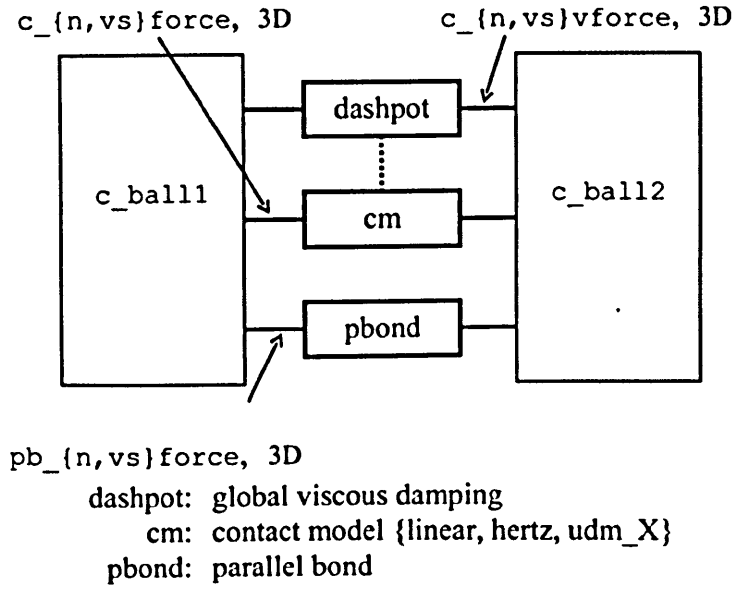 c_{n,vs}force, 3D
c_{n,vs}vforce, 3D
dashpot
c_ball1
c_ball2
cm
pbond
pb_{n,vs}force, 3D
dashpot: global viscous damping
cm: contact model {linear, hertz, udm_X}
pbond: parallel bond